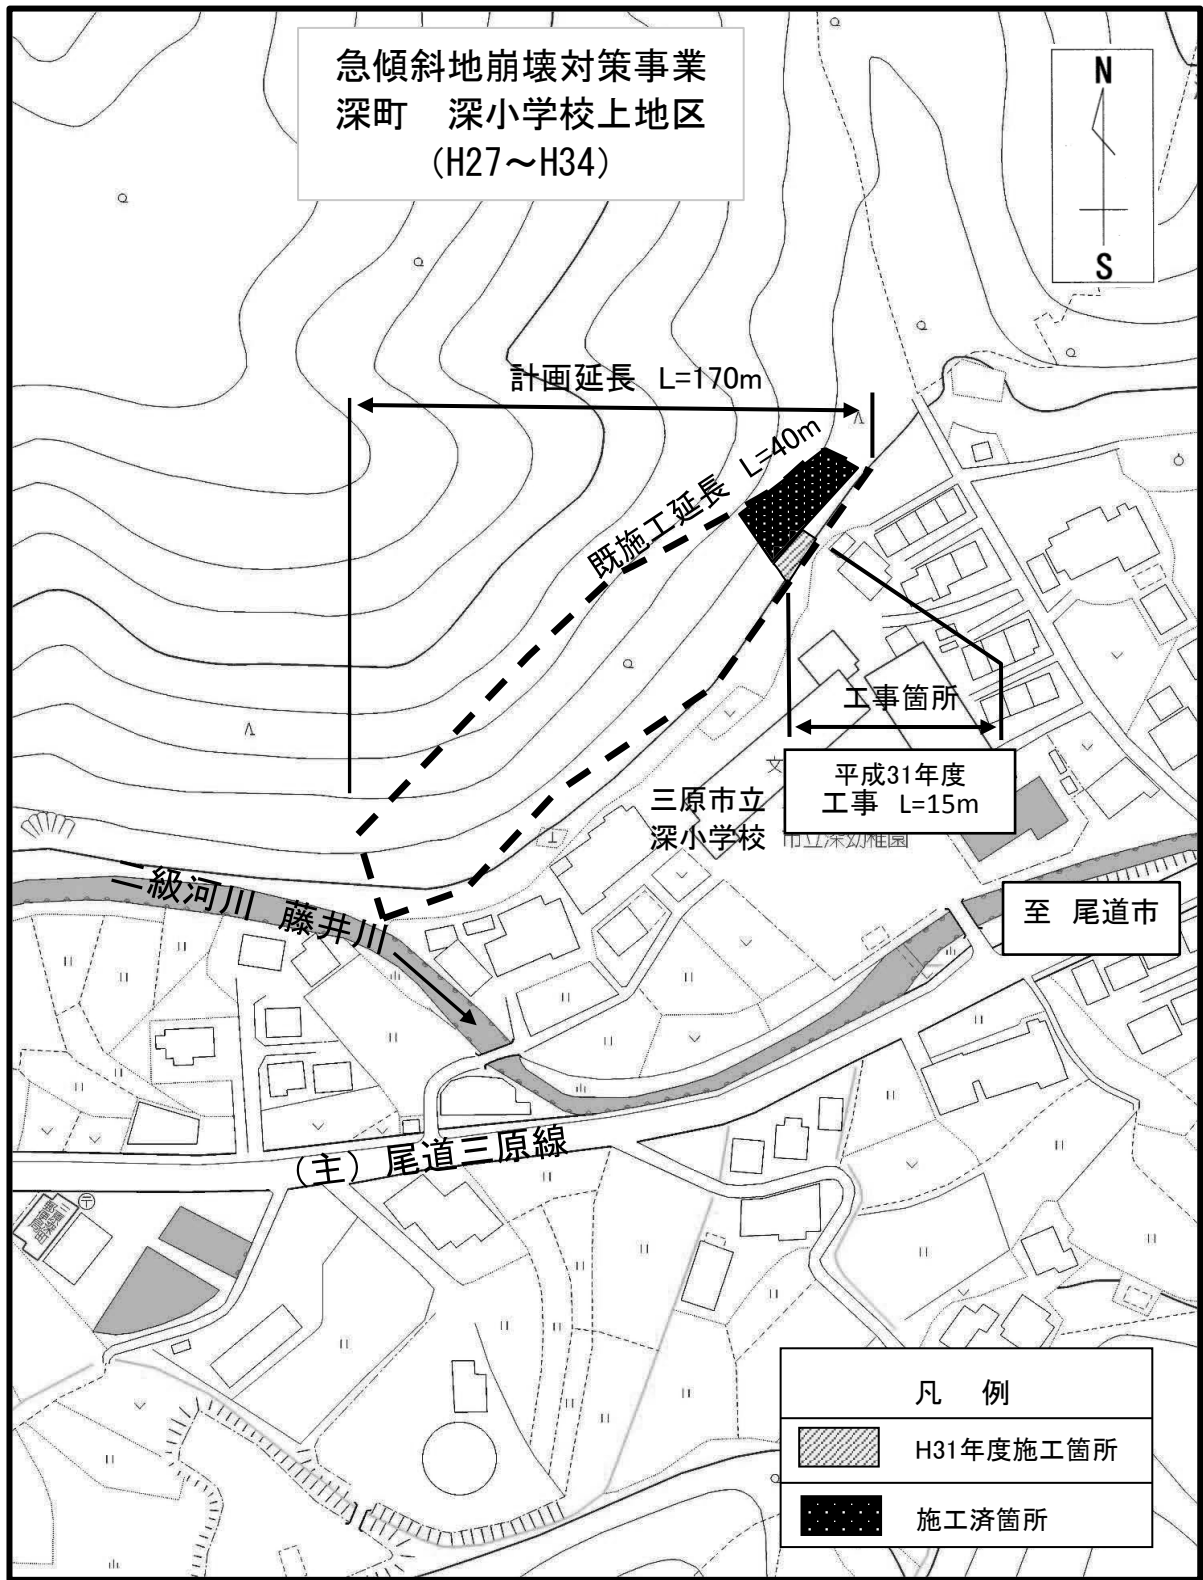 急傾斜地崩壊対策事業
深町　深小学校上地区
(H27～H34)
N
S
計画延長　L=170m
既施工延長　L=40m
工事箇所
平成31年度
工事　L=15m
文
三原市立
深小学校
市立深幼稚園
二級河川　藤井川
至　尾道市
(主)尾道三原線
凡　例
H31年度施工箇所
施工済箇所